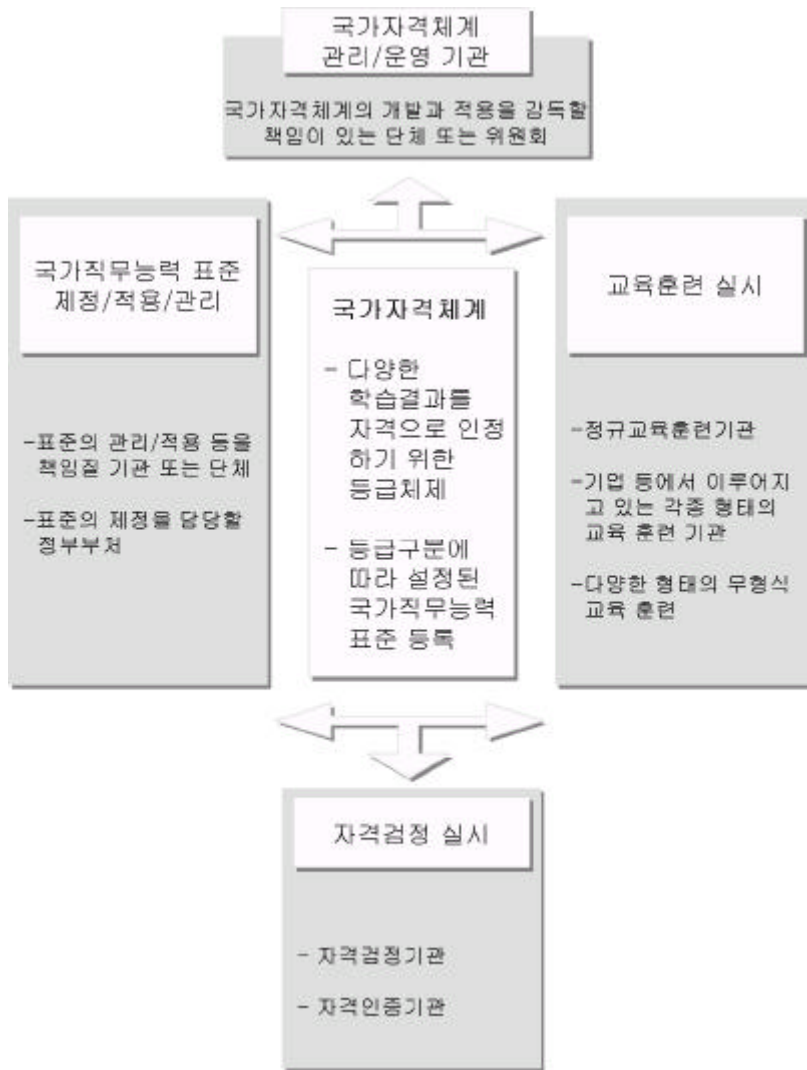 국가자격체계
관리/운영 기관
국가자격체계의 개발과 적용을 감독할
책임이 있는 단체 또는 위원회
국가직무능력 표준
제정/적용/관리
-표준의 관리/적용 등을
책임질 기관 또는 단체
-표준의 제정을 담당할
정부부처
국가자격체계
- 다양한
학습결과를
자격으로 인정
하기 위한
등급체제
- 등급구분에
따라 설정된
국가직무능력
표준 등록
교육훈련 실시
-정규교육훈련기관
-기업 등에서 이루어지
고 있는 각종 형태의
교육 훈련 기관
-다양한 형태의 무형식
교육 훈련
자격검정 실시
- 자격검정기관
- 자격인증기관